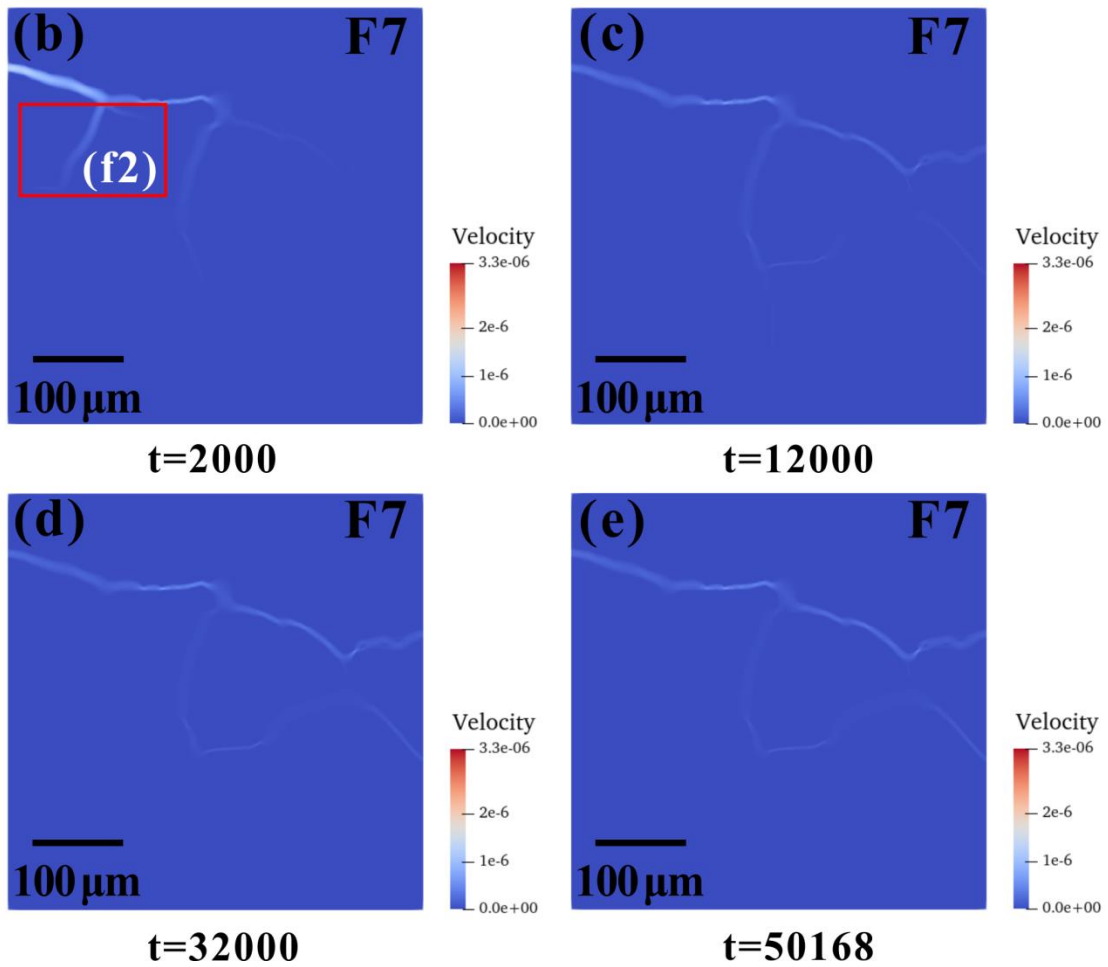 (b) F7
(f2)
Velocity
3.3e-06
2e-6
1e-6
0.0e+00
100 μm
t=2000
(c) F7
Velocity
3.3e-06
2e-6
1e-6
0.0e+00
100 μm
t=12000
(d) F7
Velocity
3.3e-06
2e-6
1e-6
0.0e+00
100 μm
t=32000
(e) F7
Velocity
3.3e-06
2e-6
1e-6
0.0e+00
100 μm
t=50168